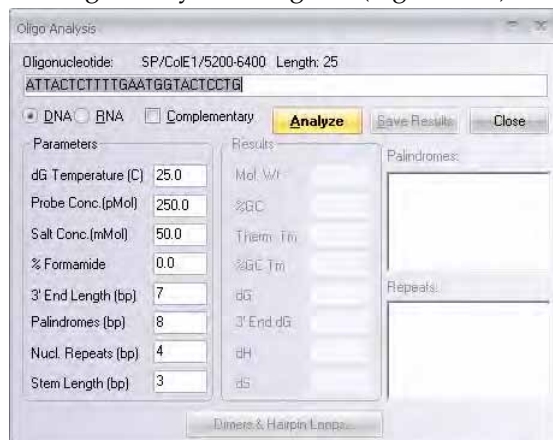 Oligo Analysis
Oligonucleotide: SP/ColE1/5200-6400 Length: 25
ATTACTCTTTTGAATGGTACTCCTG
DNA RNA Complementary Analyze Save Results Close
Parameters
dG Temperature (C) 25.0
Probe Conc.(pMol) 250.0
Salt Conc.(mMol) 50.0
% Formamide 0.0
3' End Length (bp) 7
Palindromes (bp) 8
Nucl. Repeats (bp) 4
Stem Length (bp) 3
Results
Mol. Wt
%GC
Therm. Tm
%GC Tm
dG
3' End dG
dH
dS
Palindromes:
Repeats:
Dimers & Hairpin Loops...